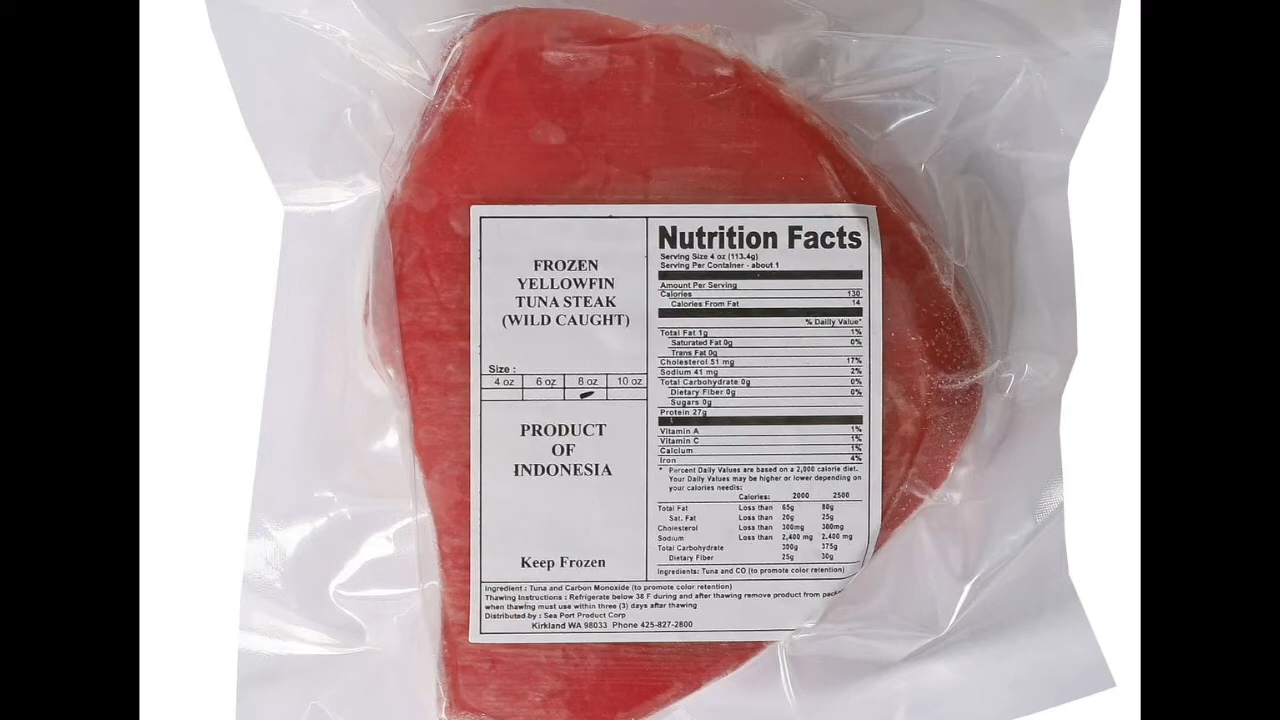 FROZEN
YELLOWFIN
TUNA STEAK
(WILD CAUGHT)
Size :
4 oz 6 oz 8 oz 10 oz
PRODUCT
OF
INDONESIA
Keep Frozen
Nutrition Facts
Serving Size 4 oz (113.4g)
Serving Per Container - about 1
Amount Per Serving
Calories 130
Calories From Fat 14
% Dailly Value*
Total Fat 1g 1%
Saturated Fat 0g 0%
Trans Fat 0g
Cholesterol 51 mg 17%
Sodium 41 mg 2%
Total Carbohydrate 0g 0%
Dietary Fiber 0g 0%
Sugars 0g
Protein 27g
Vitamin A 1%
Vitamin C 1%
Calcium 1%
Iron 4%
* Percent Daily Values are based on a 2,000 calorie diet.
Your Daily Values may be higher or lower depending on
your calories needis:
Calories: 2000 2500
Total Fat Less than 65g 80g
Sat. Fat Less than 20g 25g
Cholesterol Less than 300mg 300mg
Sodium Less than 2,400 mg 2.400 mg
Total Carbohydrate 300g 375g
Dietary Fiber 25g 30g
Ingredients: Tuna and CO (to promote color retention)
Ingredient : Tuna and Carbon Monoxide (to promote color retention)
Thawing Instructions : Refrigerate below 38 F during and after thawing remove product from
when thawing must use within three (3) days after thawing
Distributed by : Sea Port Product Corp
Kirkland WA 98033 Phone 425-827-2800